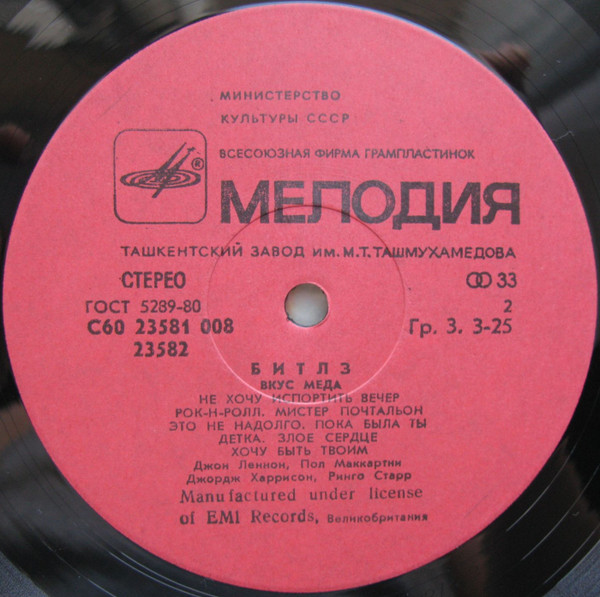 МИНИСТЕРСТВО
КУЛЬТУРЫ СССР
ВСЕСОЮЗНАЯ ФИРМА ГРАМПЛАСТИНОК
®
МЕЛОДИЯ
ТАШКЕНТСКИЙ ЗАВОД ИМ. М.Т. ТАШМУХАМЕДОВА
СТЕРЕО 33
ГОСТ 5289-80 2
С60 23581 008 Гр. 3. 3-25
23582
БИТЛЗ
ВКУС МЕДА
НЕ ХОЧУ ИСПОРТИТЬ ВЕЧЕР
РОК-Н-РОЛЛ. МИСТЕР ПОЧТАЛЬОН
ЭТО НЕ НАДОЛГО. ПОКА БЫЛА ТЫ
ДЕТКА. ЗЛОЕ СЕРДЦЕ
ХОЧУ БЫТЬ ТВОИМ
Джон Леннон, Пол Маккартни
Джордж Харрисон, Ринго Старр
Manufactured under license
of EMI Records, Великобритания